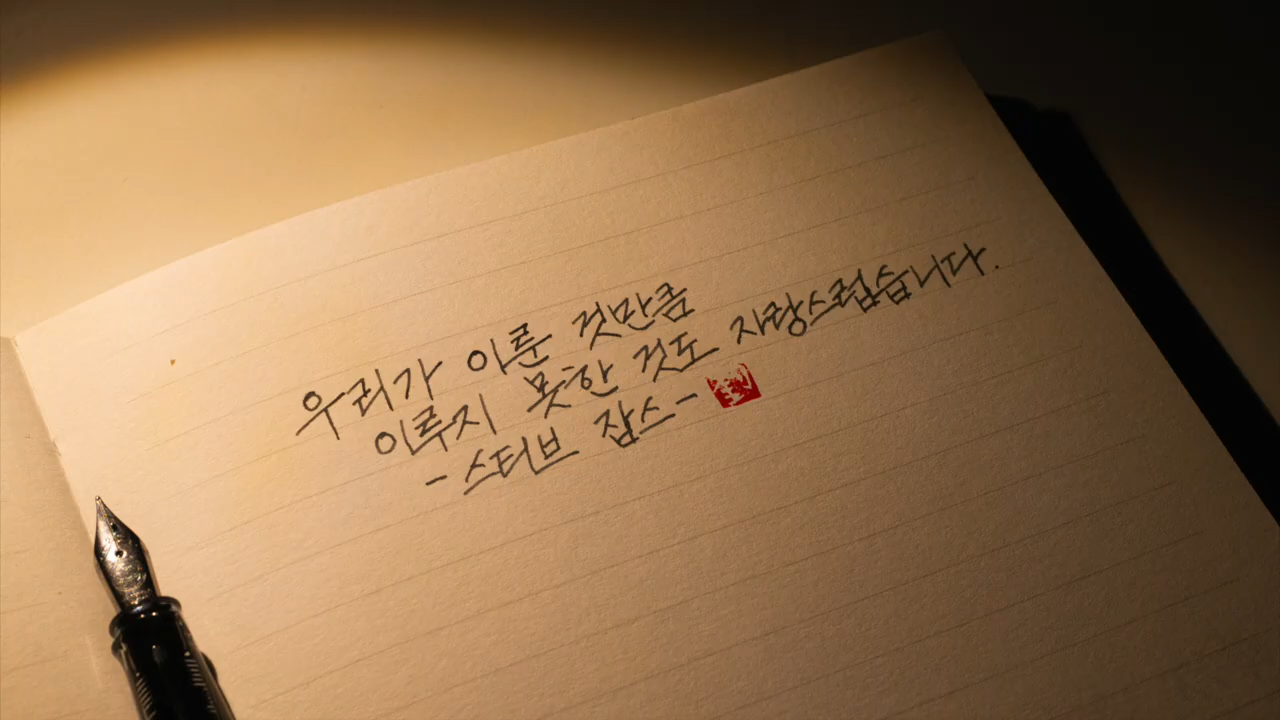 우리가 이룬 것만큼
이루지 못한 것도 자랑스럽습니다.
- 스티브 잡스 -